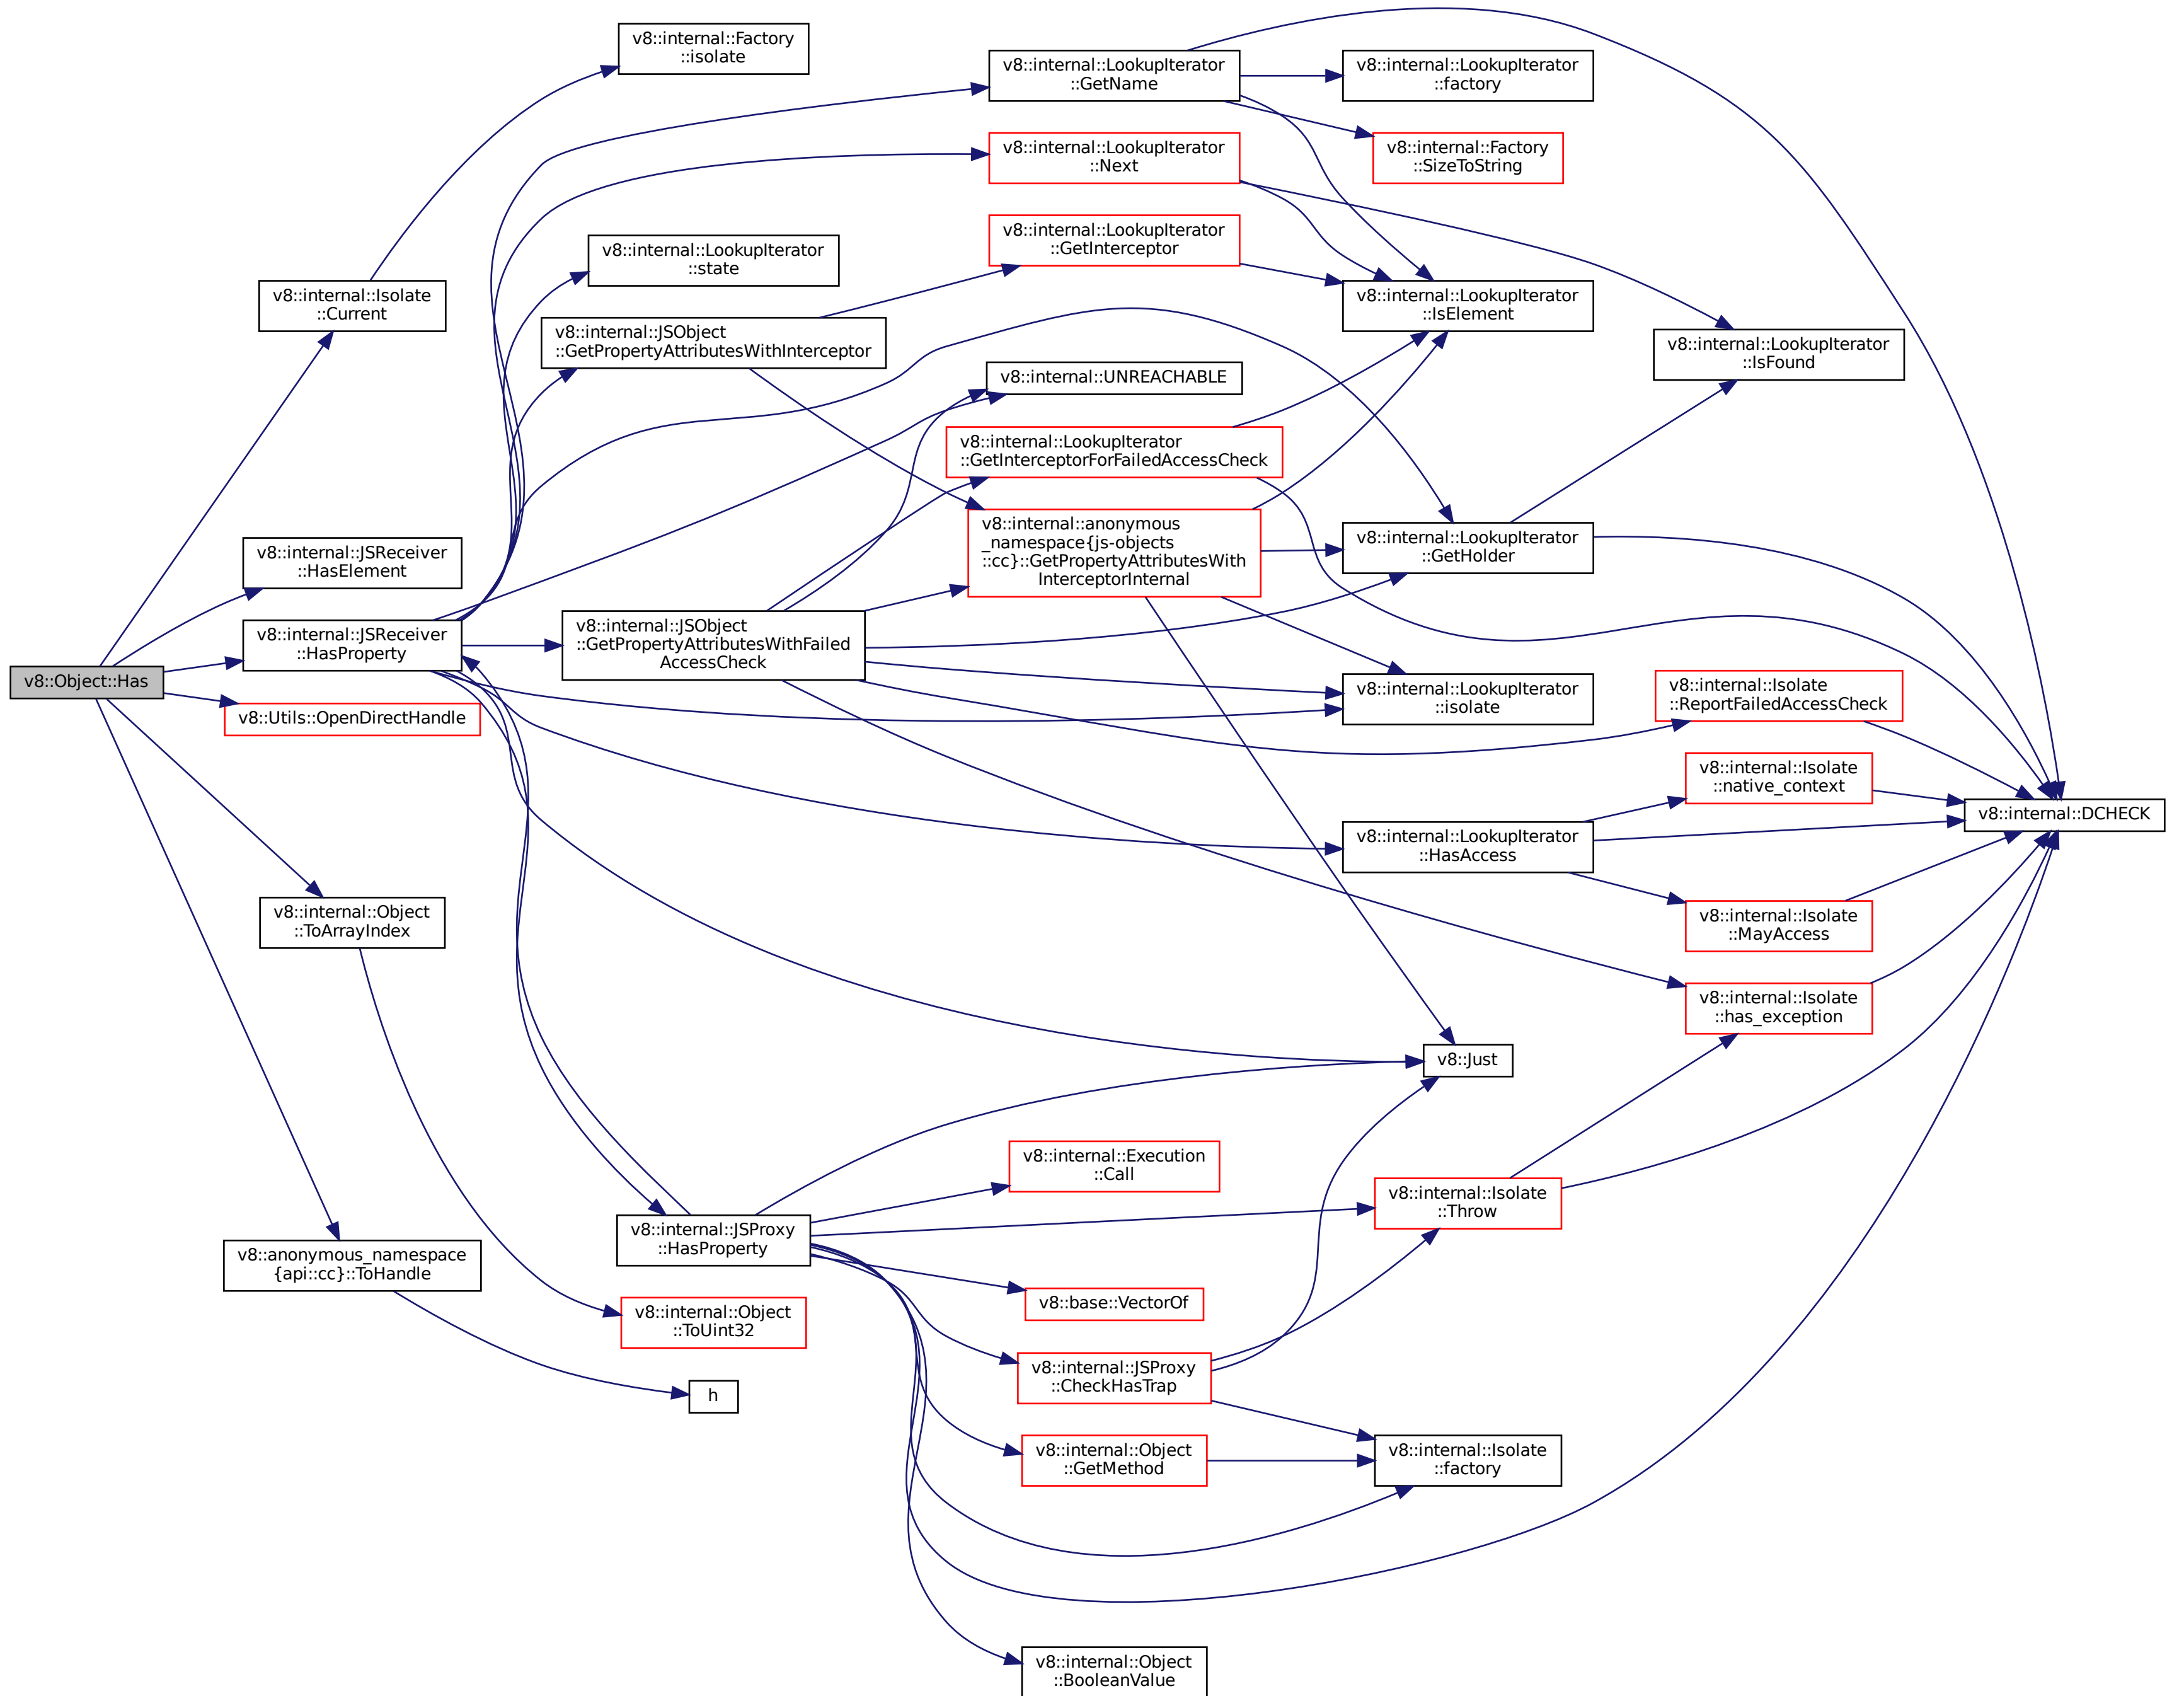 v8::Object::Has
v8::internal::Isolate
::Current
v8::internal::Factory
::isolate
v8::internal::JSReceiver
::HasElement
v8::internal::JSReceiver
::HasProperty
v8::Utils::OpenDirectHandle
v8::internal::Object
::ToArrayIndex
v8::anonymous_namespace
{api::cc}::ToHandle
v8::internal::LookupIterator
::state
v8::internal::JSObject
::GetPropertyAttributesWithInterceptor
v8::internal::JSObject
::GetPropertyAttributesWithFailed
AccessCheck
v8::internal::JSProxy
::HasProperty
v8::internal::Object
::ToUint32
h
v8::internal::LookupIterator
::GetName
v8::internal::LookupIterator
::Next
v8::internal::LookupIterator
::GetInterceptor
v8::internal::UNREACHABLE
v8::internal::LookupIterator
::GetInterceptorForFailedAccessCheck
v8::internal::anonymous
_namespace{js-objects
::cc}::GetPropertyAttributesWith
InterceptorInternal
v8::internal::Execution
::Call
v8::base::VectorOf
v8::internal::JSProxy
::CheckHasTrap
v8::internal::Object
::GetMethod
v8::internal::Object
::BooleanValue
v8::internal::LookupIterator
::factory
v8::internal::Factory
::SizeToString
v8::internal::LookupIterator
::IsElement
v8::internal::LookupIterator
::GetHolder
v8::internal::LookupIterator
::isolate
v8::internal::LookupIterator
::HasAccess
v8::Just
v8::internal::Isolate
::Throw
v8::internal::Isolate
::factory
v8::internal::LookupIterator
::IsFound
v8::internal::Isolate
::ReportFailedAccessCheck
v8::internal::Isolate
::native_context
v8::internal::Isolate
::MayAccess
v8::internal::Isolate
::has_exception
v8::internal::DCHECK